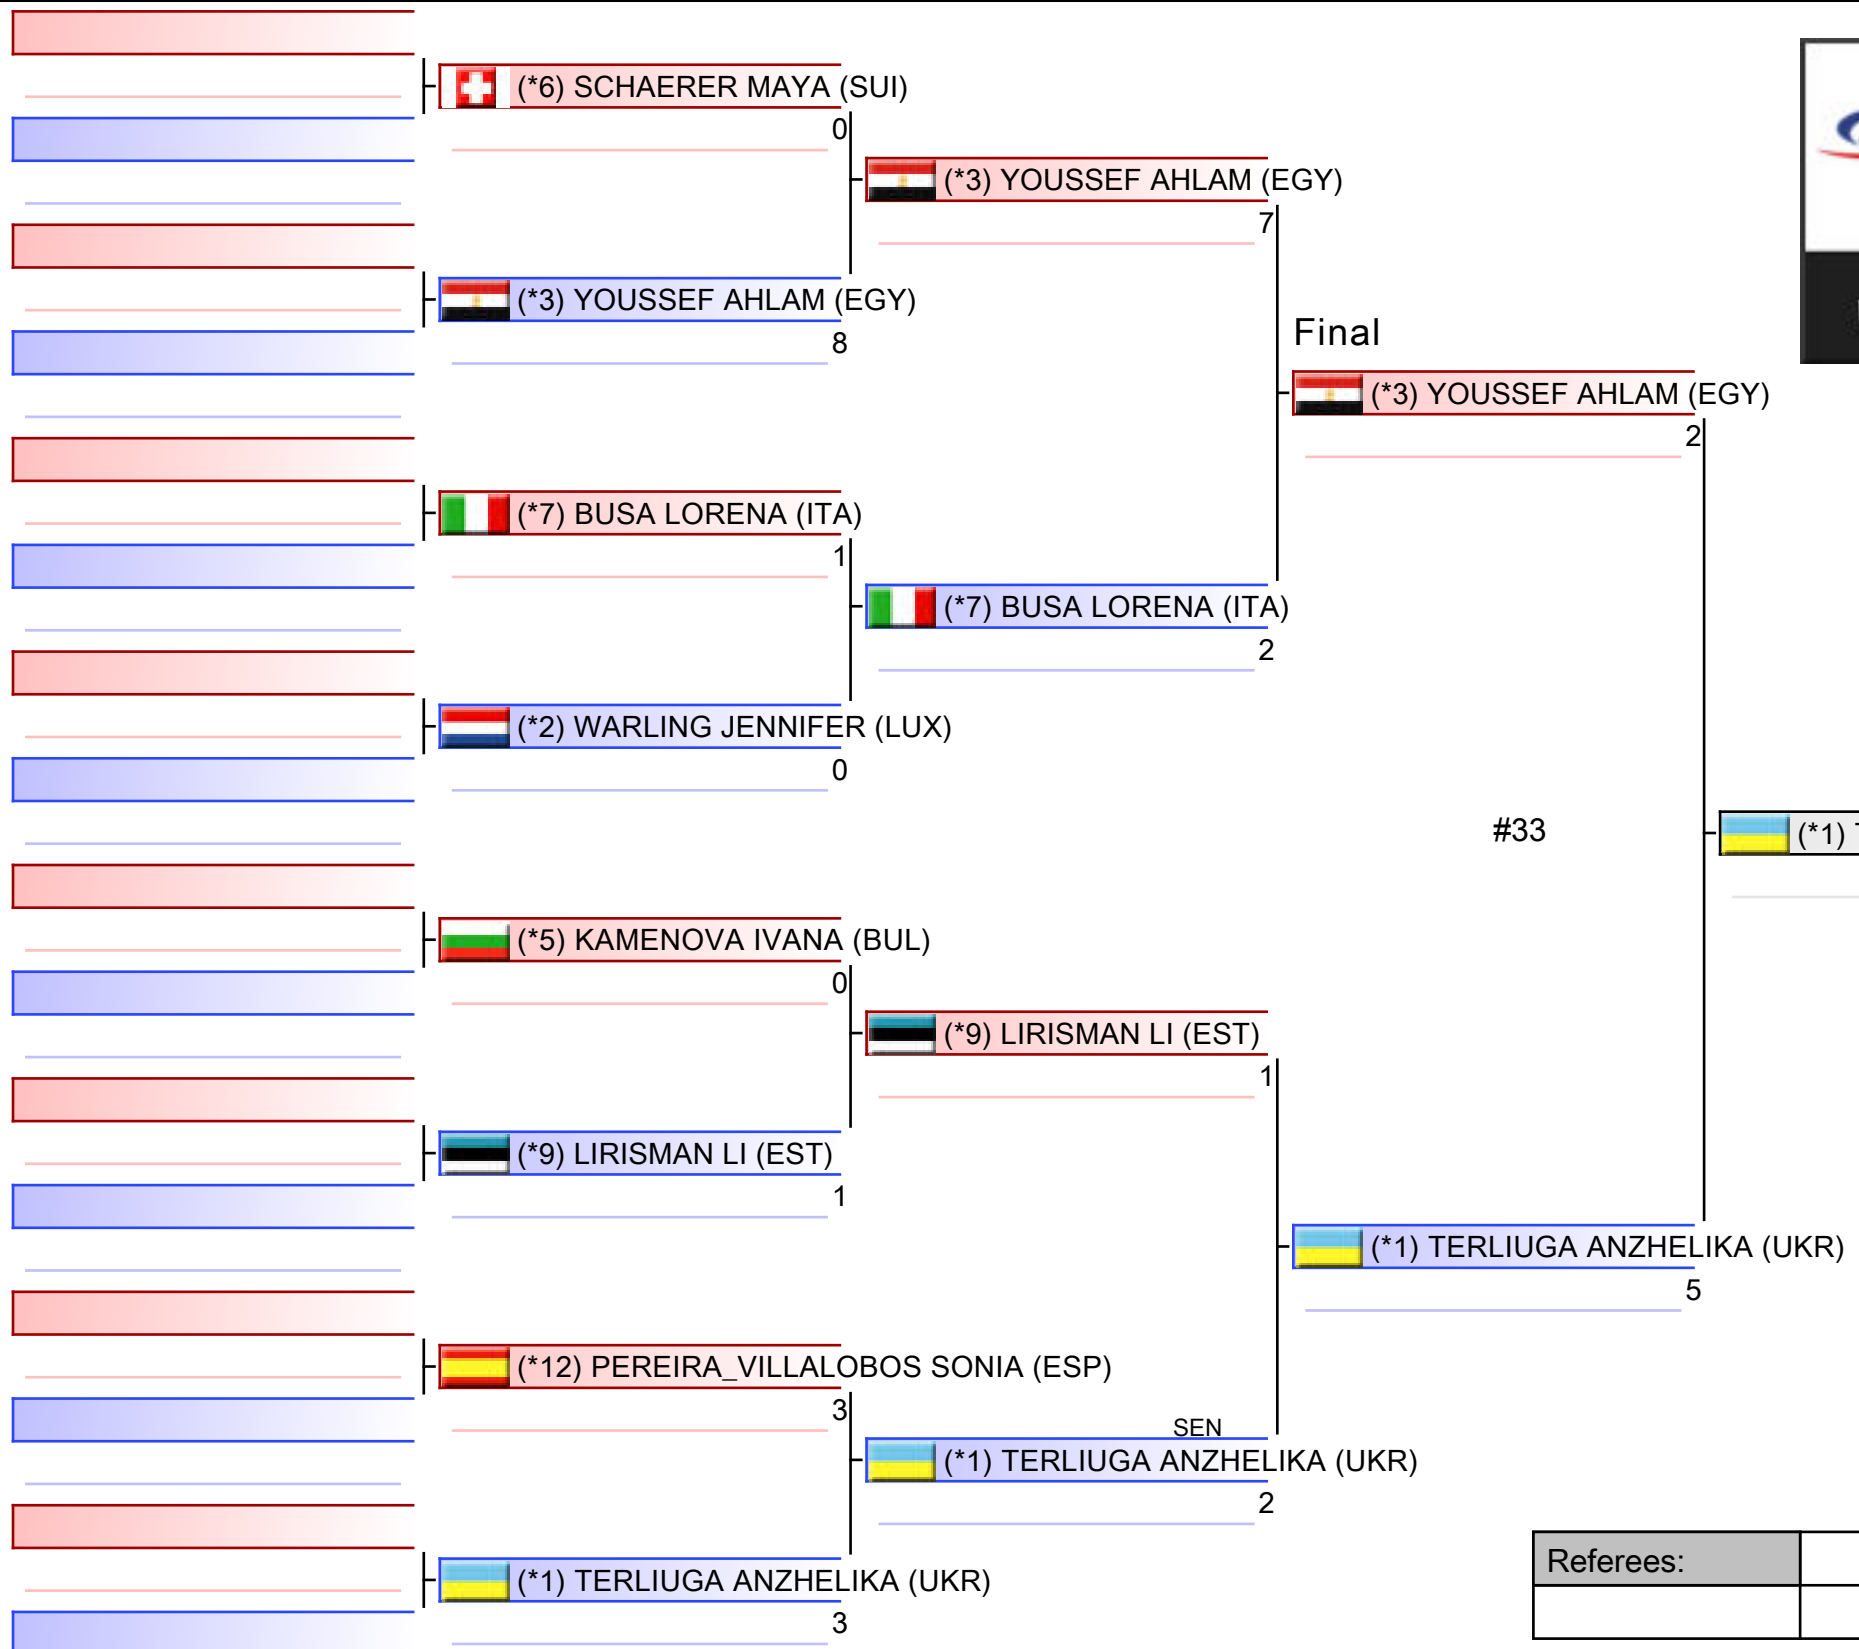 (*6) SCHAERER MAYA (SUI)
0
(*3) YOUSSEF AHLAM (EGY)
7
(*3) YOUSSEF AHLAM (EGY)
8
Final
(*3) YOUSSEF AHLAM (EGY)
2
(*7) BUSA LORENA (ITA)
1
(*7) BUSA LORENA (ITA)
2
(*2) WARLING JENNIFER (LUX)
0
#33
(*1)
(*5) KAMENOVA IVANA (BUL)
0
(*9) LIRISMAN LI (EST)
1
(*9) LIRISMAN LI (EST)
1
(*1) TERLIUGA ANZHELIKA (UKR)
5
(*12) PEREIRA_VILLALOBOS SONIA (ESP)
3
SEN
(*1) TERLIUGA ANZHELIKA (UKR)
2
(*1) TERLIUGA ANZHELIKA (UKR)
3
Referees: